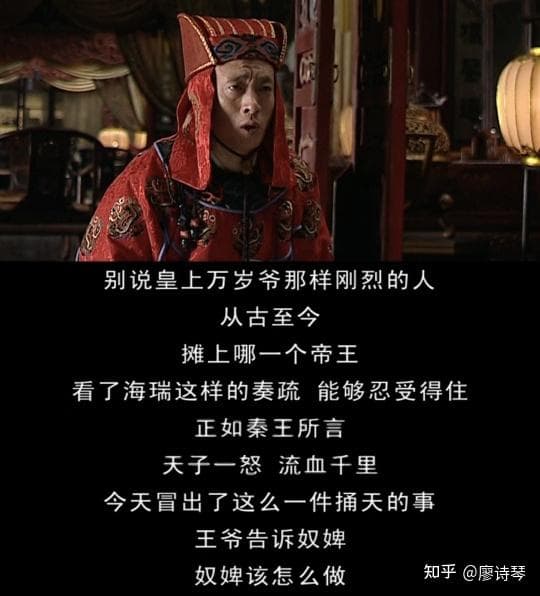 别说皇上万岁爷那样刚烈的人
从古至今
摊上哪一个帝王
看了海瑞这样的奏疏 能够忍受得住
正如秦王所言
天子一怒 流血千里
今天冒出了这么一件捅天的事
王爷告诉奴婢
奴婢该怎么做
知乎 @廖诗琴